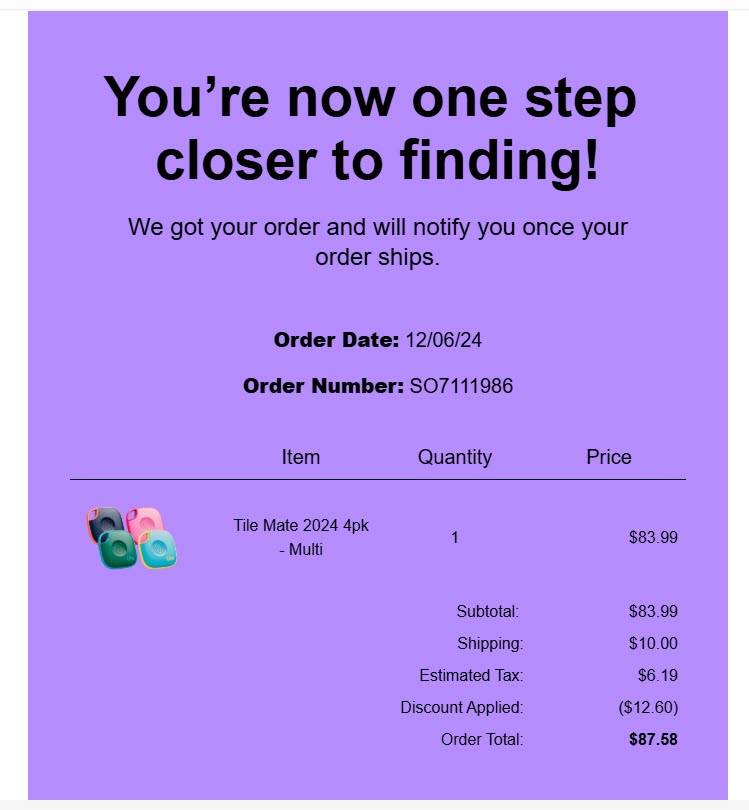 You’re now one step
closer to finding!
We got your order and will notify you once your
order ships.
Order Date: 12/06/24
Order Number: SO7111986
Item Quantity Price
Tile Mate 2024 4pk
- Multi 1 $83.99
Subtotal: $83.99
Shipping: $10.00
Estimated Tax: $6.19
Discount Applied: ($12.60)
Order Total: $87.58